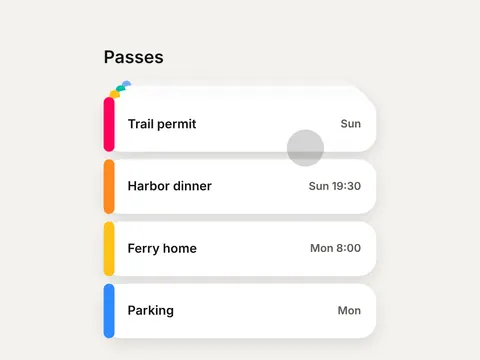 Passes
Trail permit Sun
Harbor dinner Sun 19:30
Ferry home Mon 8:00
Parking Mon